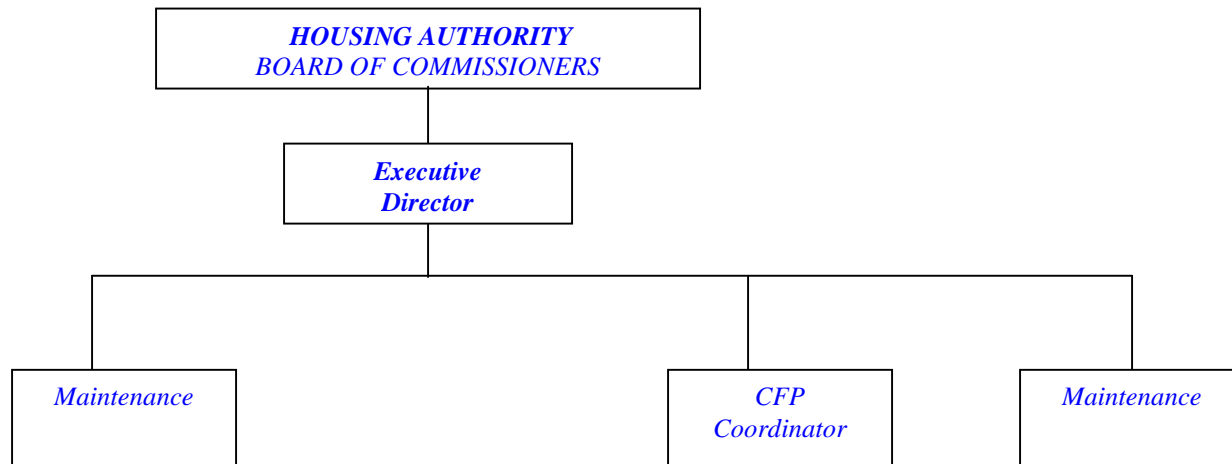 HOUSING AUTHORITY
BOARD OF COMMISSIONERS
Executive
Director
Maintenance
CFP
Coordinator
Maintenance